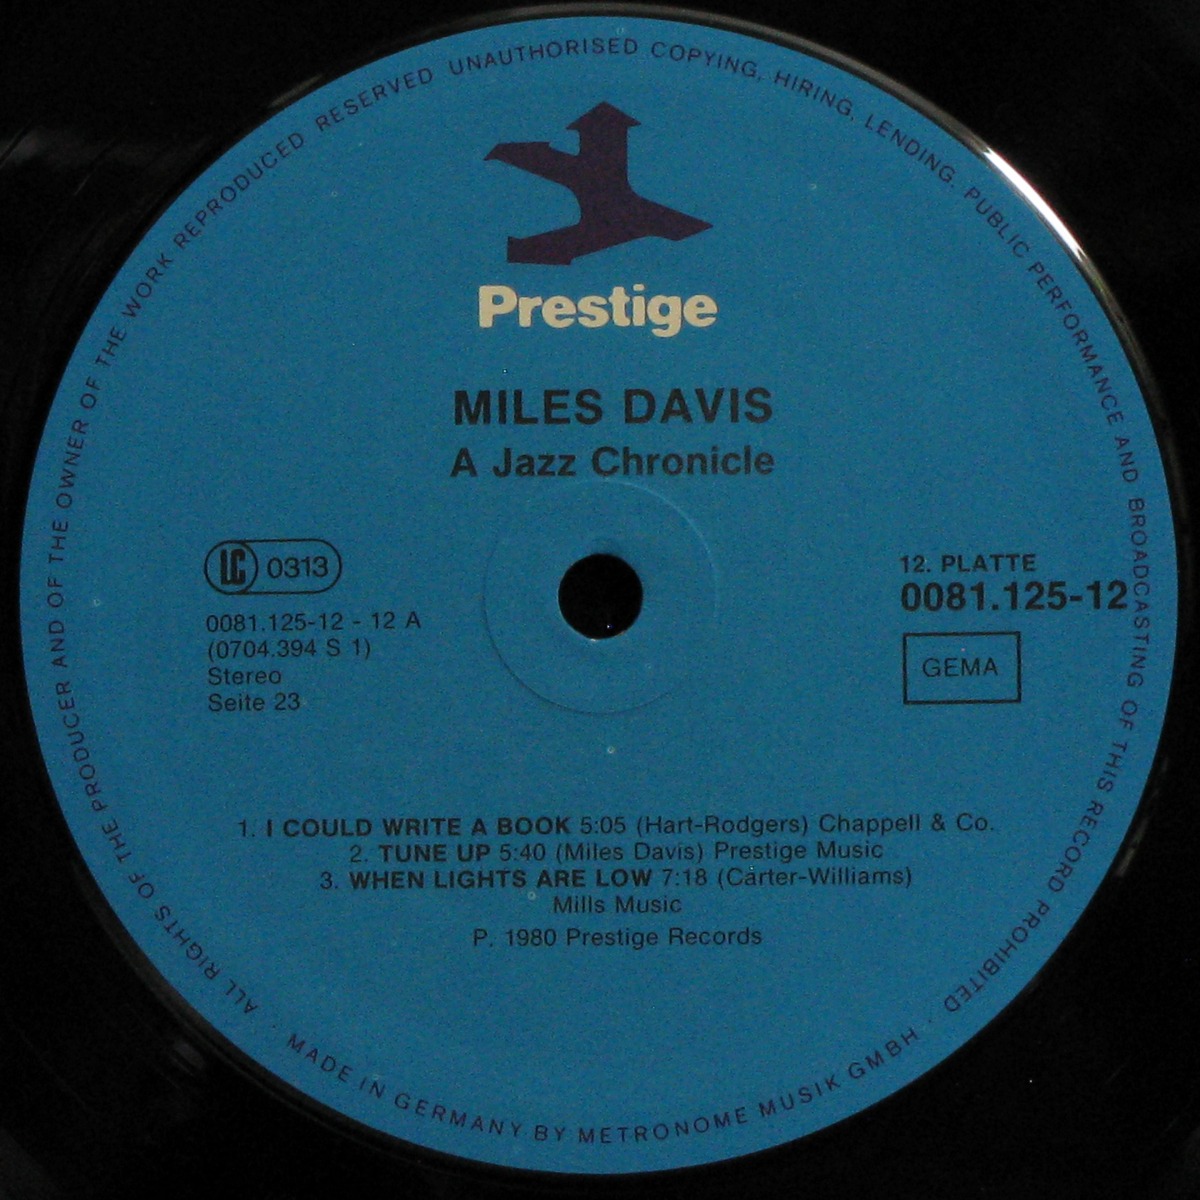 ALL RIGHTS OF THE PRODUCER AND OF THE OWNER OF THE WORK REPRODUCED RESERVED UNAUTHORISED COPYING, HIRING, LENDING, PUBLIC PERFORMANCE AND BROADCASTING OF THIS RECORD PROHIBITED ·
Prestige
MILES DAVIS
A Jazz Chronicle
LC 0313
0081.125-12 - 12 A
(0704.394 S 1)
Stereo
Seite 23
12. PLATTE
0081.125-12
GEMA
1. I COULD WRITE A BOOK 5:05 (Hart-Rodgers) Chappell & Co.
2. TUNE UP 5:40 (Miles Davis) Prestige Music
3. WHEN LIGHTS ARE LOW 7:18 (Carter-Williams)
Mills Music
P. 1980 Prestige Records
MADE IN GERMANY BY METRONOME MUSIK GMBH